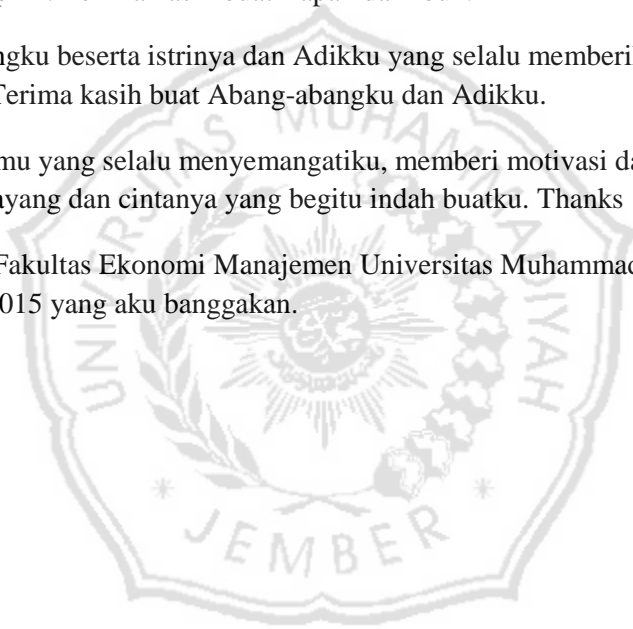 ngku beserta istrinya dan Adikku yang selalu memberi
Terima kasih buat Abang-abangku dan Adikku.
mu yang selalu menyemangatiku, memberi motivasi da
ayang dan cintanya yang begitu indah buatku. Thanks
Fakultas Ekonomi Manajemen Universitas Muhammad
015 yang aku banggakan.
UNIVERSITAS MUHAMMADIYAH
JEMBER